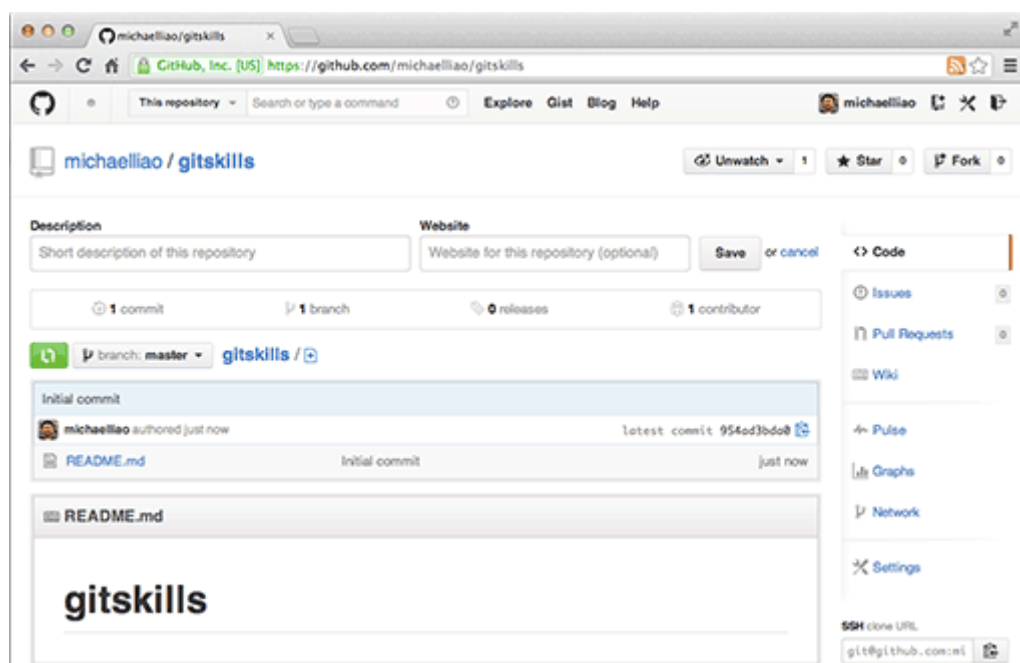 michaelliao/gitskills
GitHub, Inc. [US] https://github.com/michaelliao/gitskills
This repository Search or type a command Explore Gist Blog Help michaelliao
michaelliao / gitskills Unwatch 1 Star 0 Fork 0
Description Website
Short description of this repository Website for this repository (optional) Save or cancel
1 commit 1 branch 0 releases 1 contributor
branch: master gitskills /
Initial commit
michaelliao authored just now latest commit 954ad3bda0
README.md Initial commit just now
README.md
gitskills
Code
Issues 0
Pull Requests 0
Wiki
Pulse
Graphs
Network
Settings
SSH clone URL
git@github.com:mi